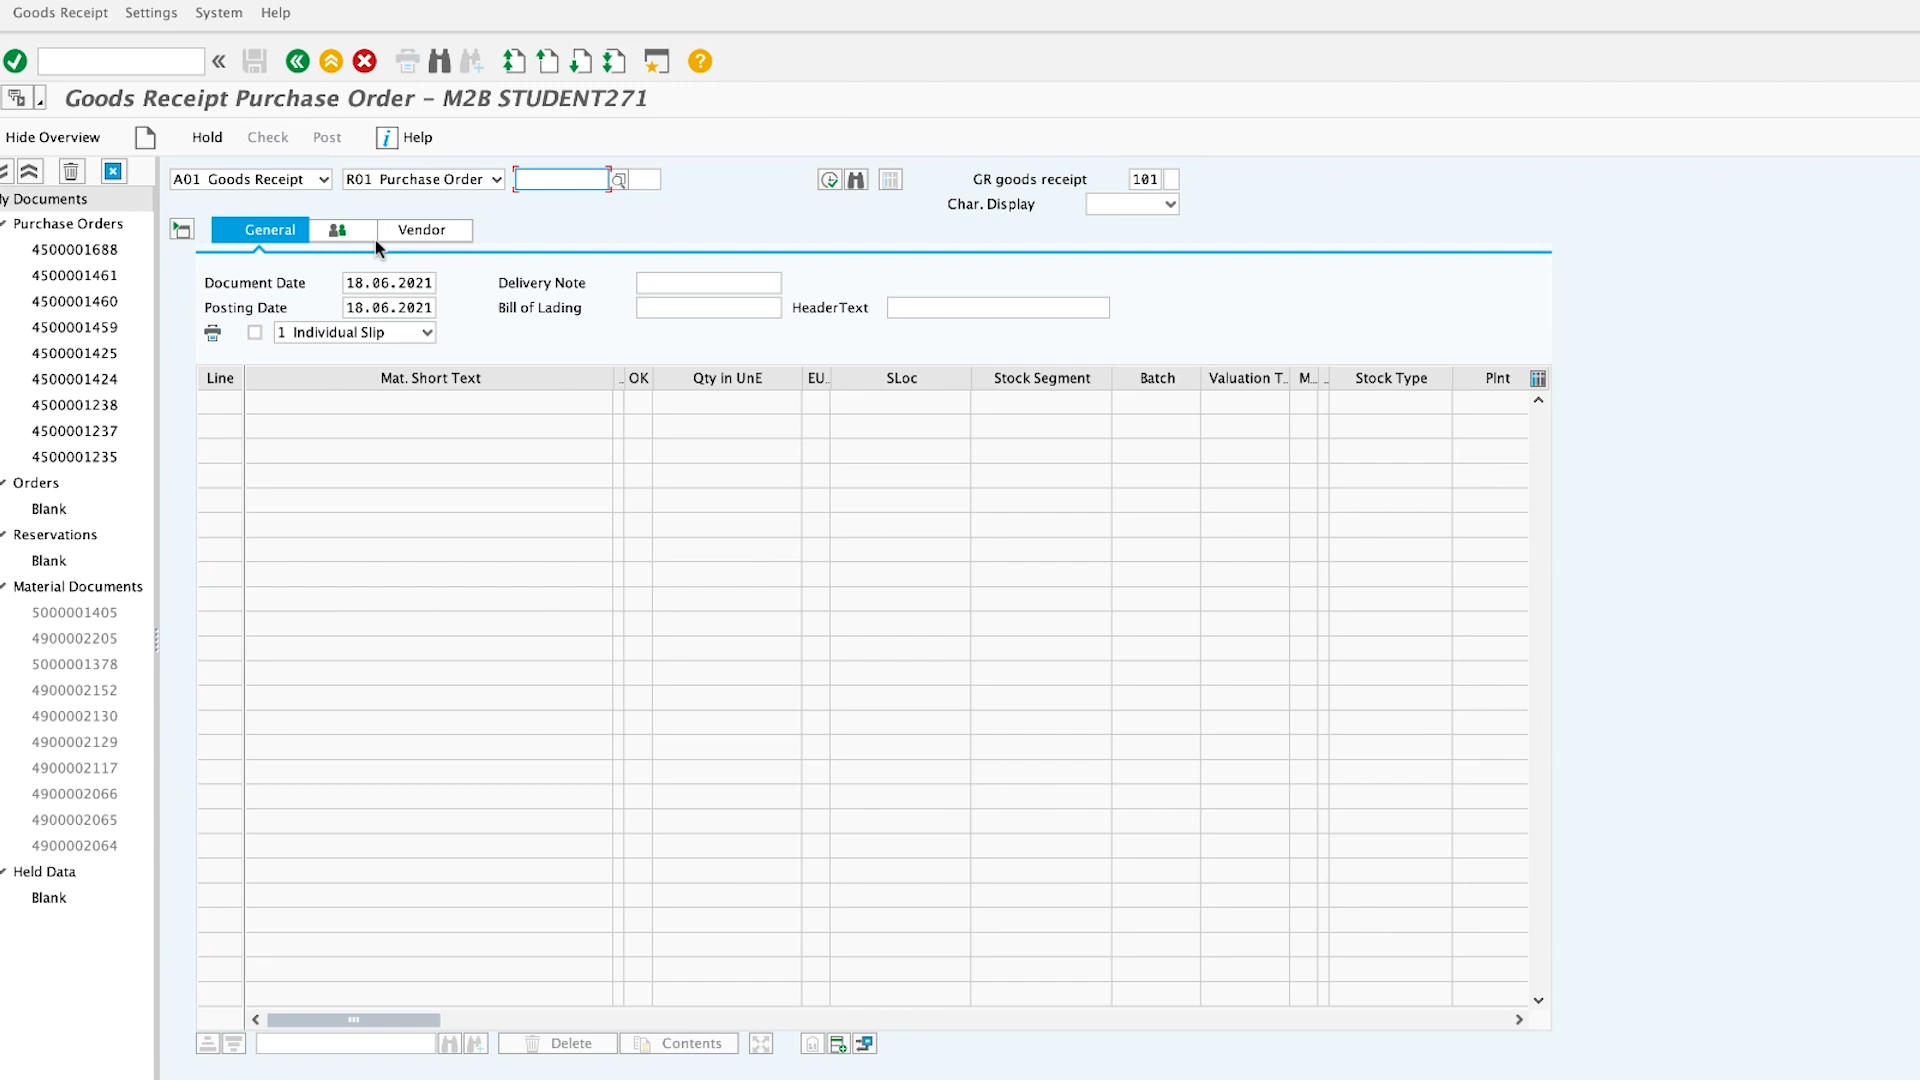 Goods Receipt Settings System Help
Goods Receipt Purchase Order - M2B STUDENT271
Hide Overview Hold Check Post Help
A01 Goods Receipt R01 Purchase Order GR goods receipt 101
Char. Display
General Vendor
Document Date 18.06.2021 Delivery Note
Posting Date 18.06.2021 Bill of Lading HeaderText
1 Individual Slip
Line Mat. Short Text .. OK Qty in UnE EU.. SLoc Stock Segment Batch Valuation T.. M... .. Stock Type Plnt
y Documents
Purchase Orders
4500001688
4500001461
4500001460
4500001459
4500001425
4500001424
4500001238
4500001237
4500001235
Orders
Blank
Reservations
Blank
Material Documents
5000001405
4900002205
5000001378
4900002152
4900002130
4900002129
4900002117
4900002066
4900002065
4900002064
Held Data
Blank
Delete Contents